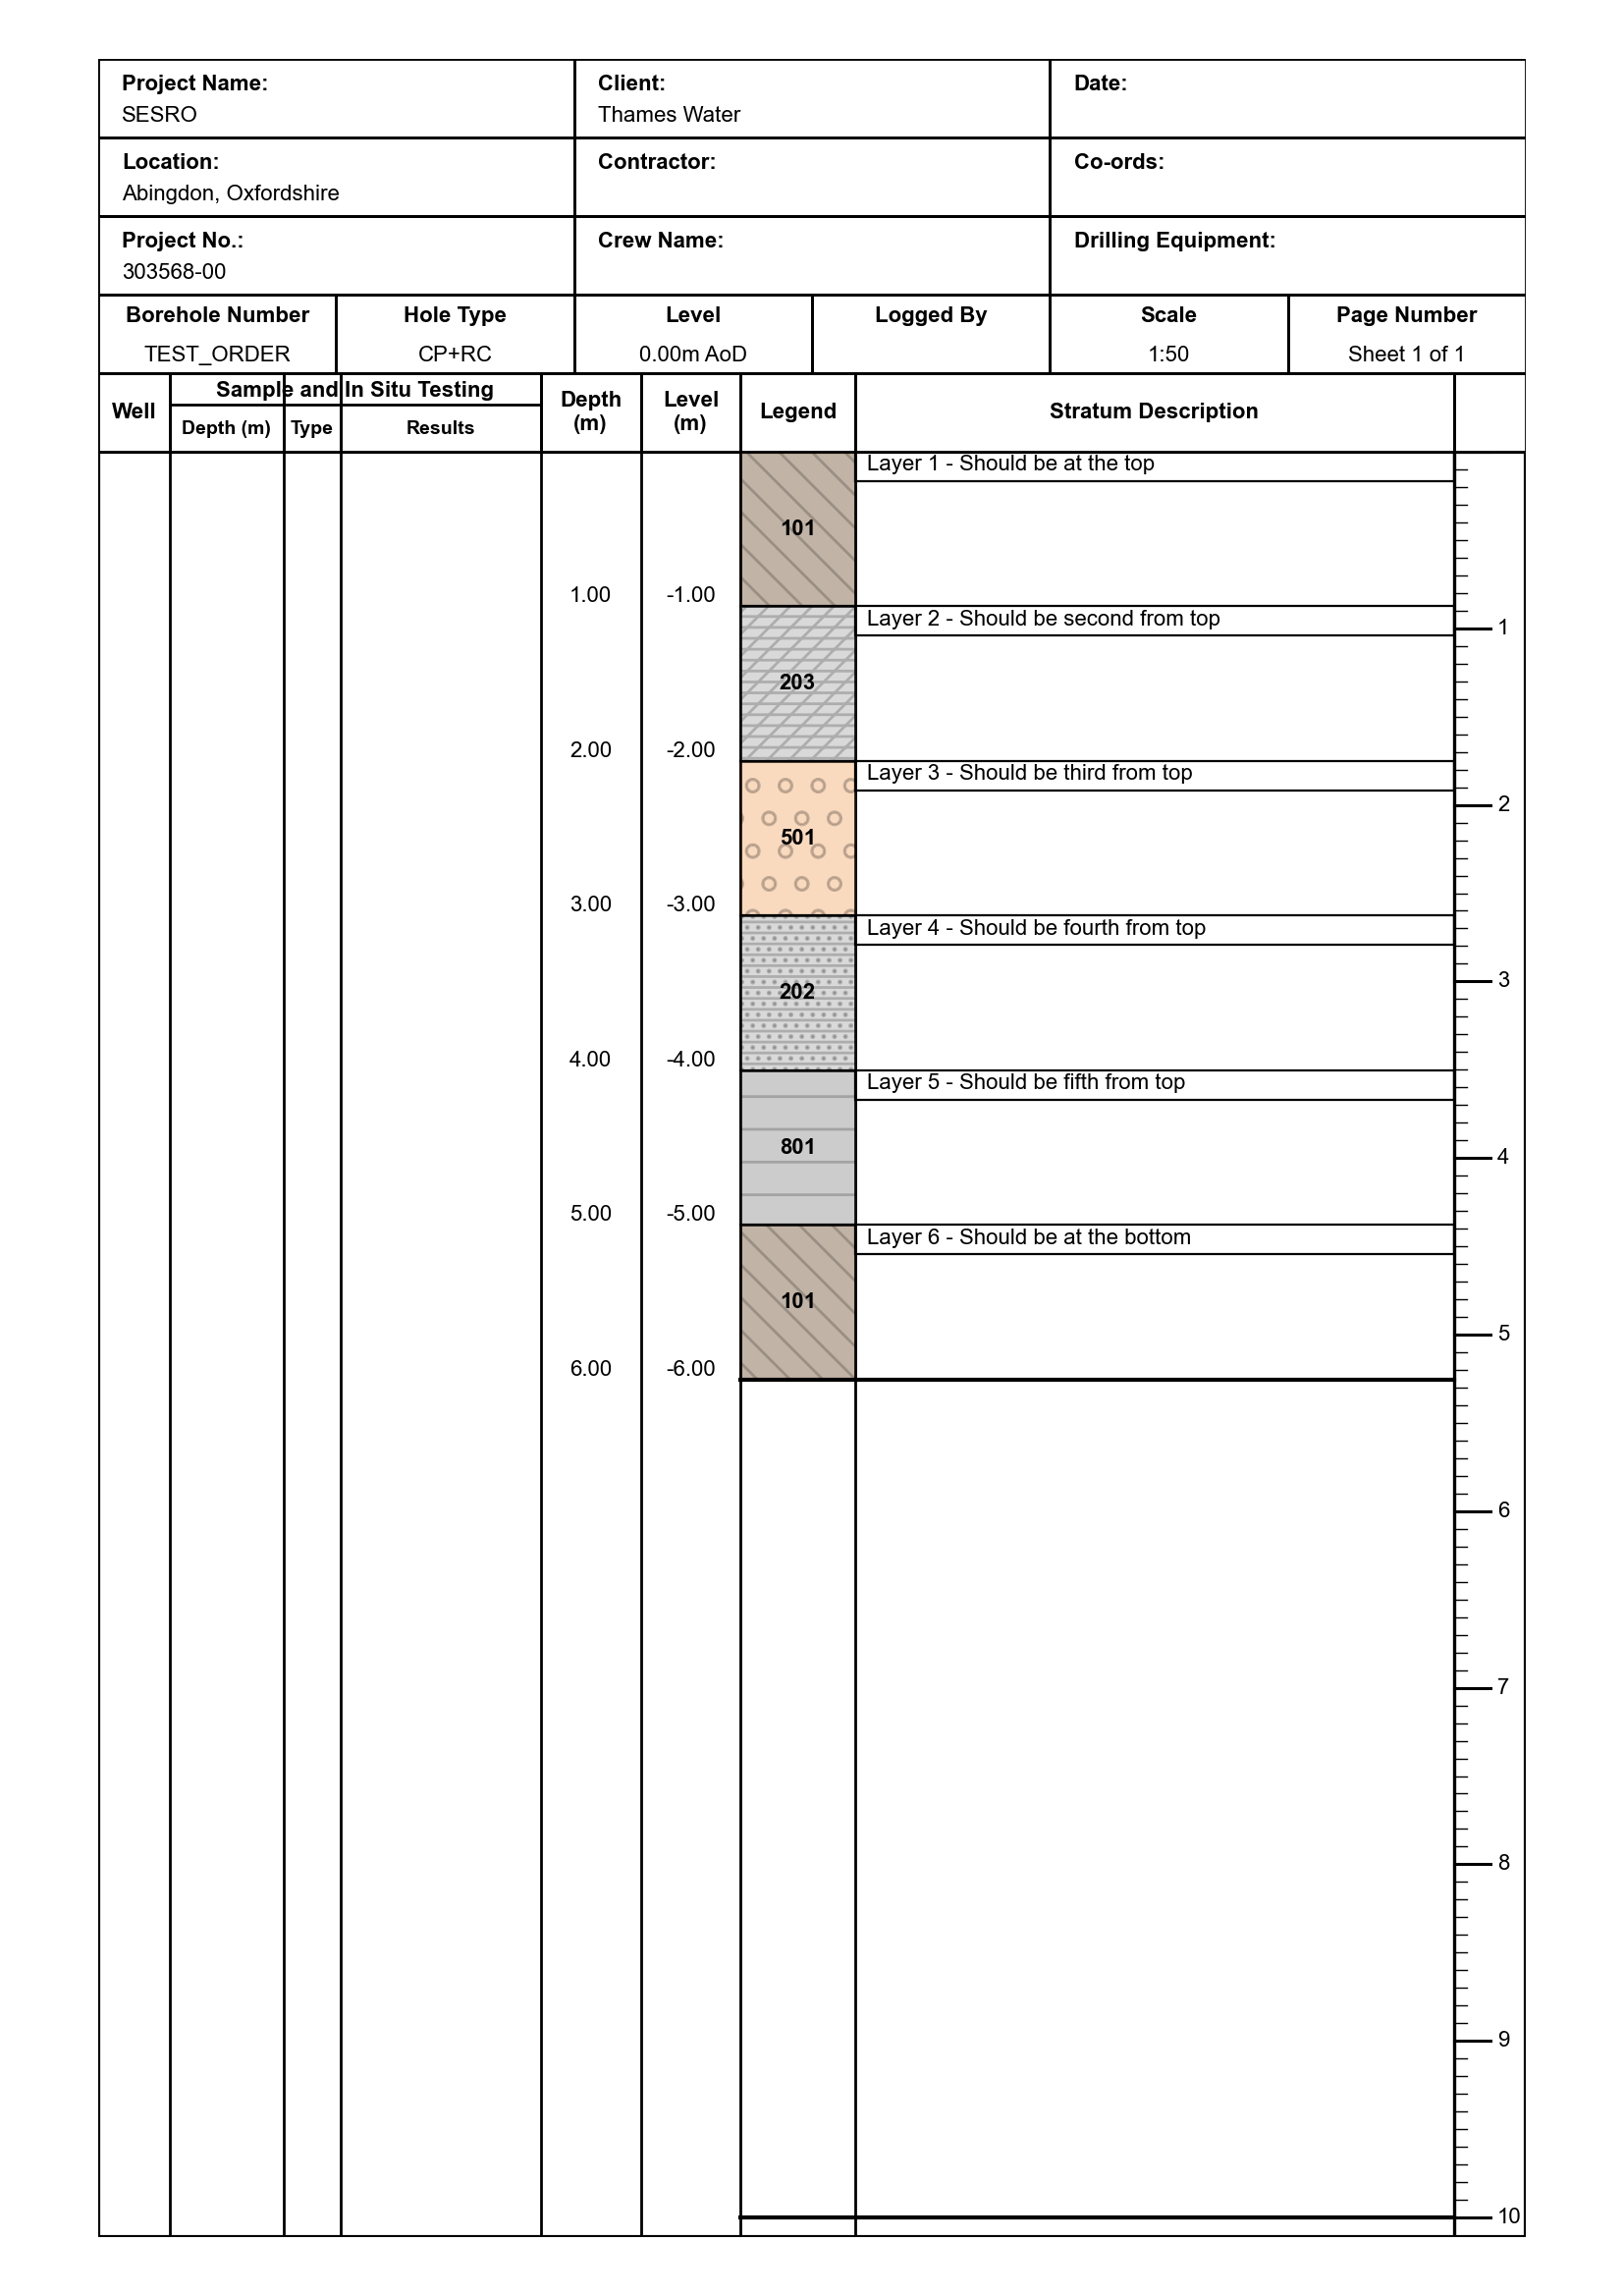 Project Name:
SESRO
Client:
Thames Water
Date:
Location:
Abingdon, Oxfordshire
Contractor:
Co-ords:
Project No.:
303568-00
Crew Name:
Drilling Equipment:
Borehole Number
TEST_ORDER
Hole Type
CP+RC
Level
0.00m AoD
Logged By
Scale
1:50
Page Number
Sheet 1 of 1
Well
Sample and In Situ Testing
Depth (m)
Type
Results
Depth
(m)
Level
(m)
Legend
Stratum Description
Layer 1 - Should be at the top
101
1.00 -1.00
Layer 2 - Should be second from top
1
203
2.00 -2.00
Layer 3 - Should be third from top
2
501
3.00 -3.00
Layer 4 - Should be fourth from top
3
202
4.00 -4.00
Layer 5 - Should be fifth from top
801
4
5.00 -5.00
Layer 6 - Should be at the bottom
101
5
6.00 -6.00
6
7
8
9
10